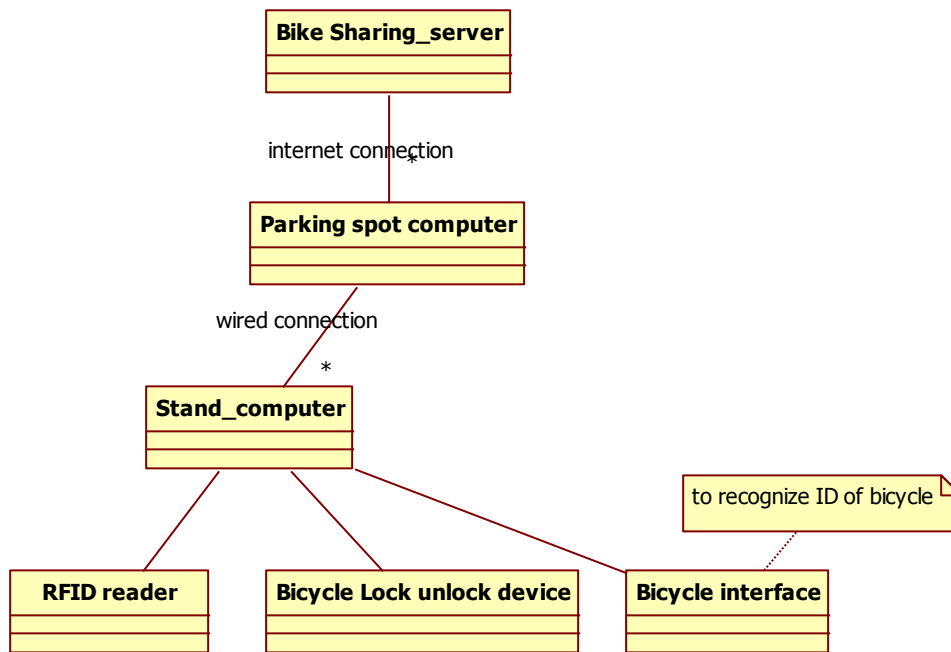 Bike Sharing_server
internet connection
*
Parking spot computer
wired connection
*
Stand_computer
to recognize ID of bicycle
RFID reader
Bicycle Lock unlock device
Bicycle interface